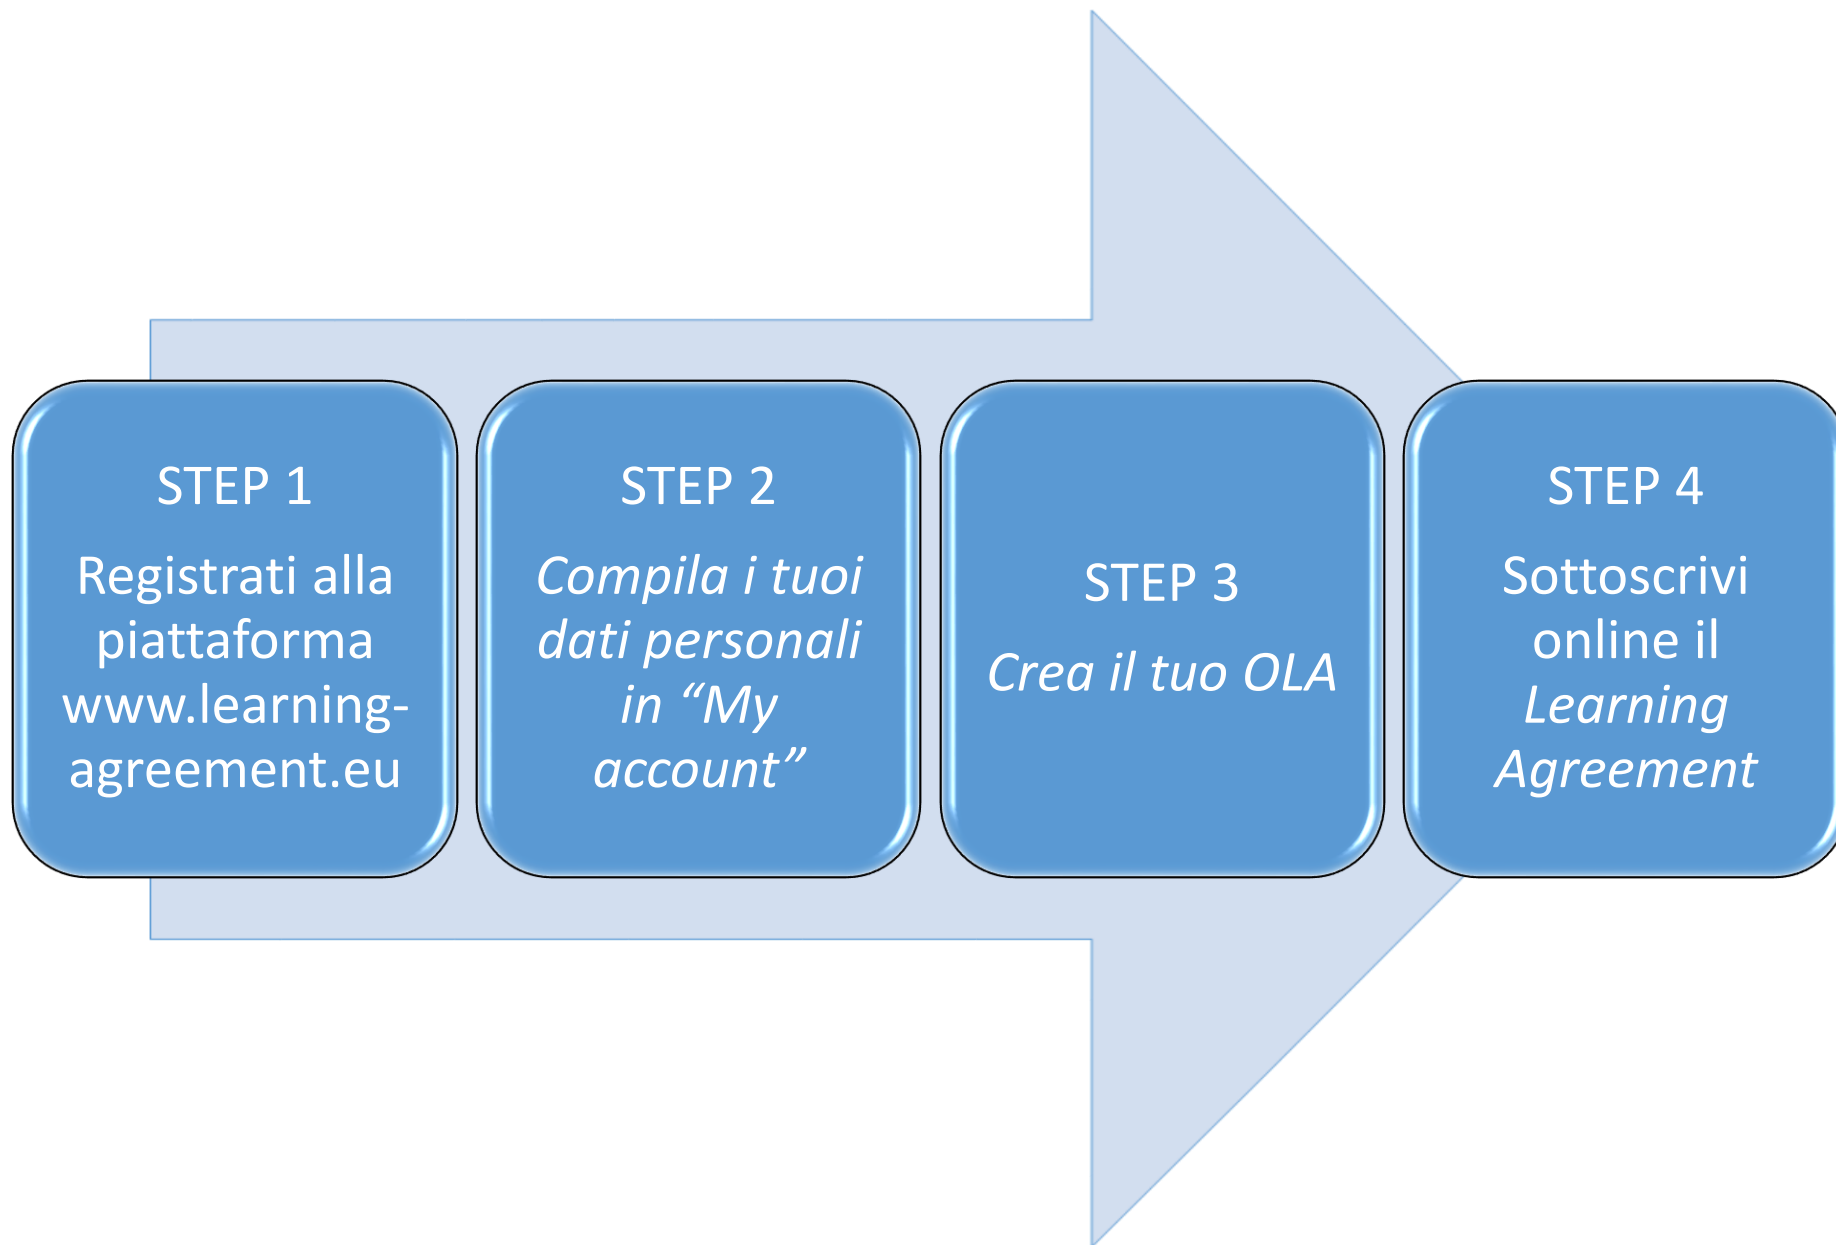 STEP 1
Registrati alla
piattaforma
www.learning-
agreement.eu
STEP 2
Compila i tuoi
dati personali
in “My
account”
STEP 3
Crea il tuo OLA
STEP 4
Sottoscrivi
online il
Learning
Agreement